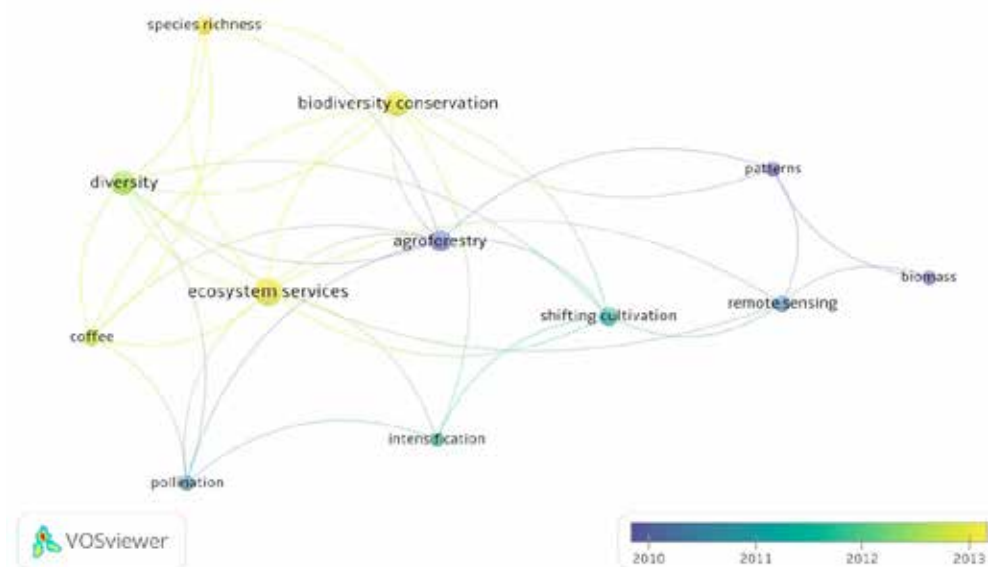 species richness
biodiversity conservation
patterns
diversity
agroforestry
biomass
ecosystem services
remote sensing
shifting cultivation
coffee
intensification
pollination
VOSviewer
2010 2011 2012 2013